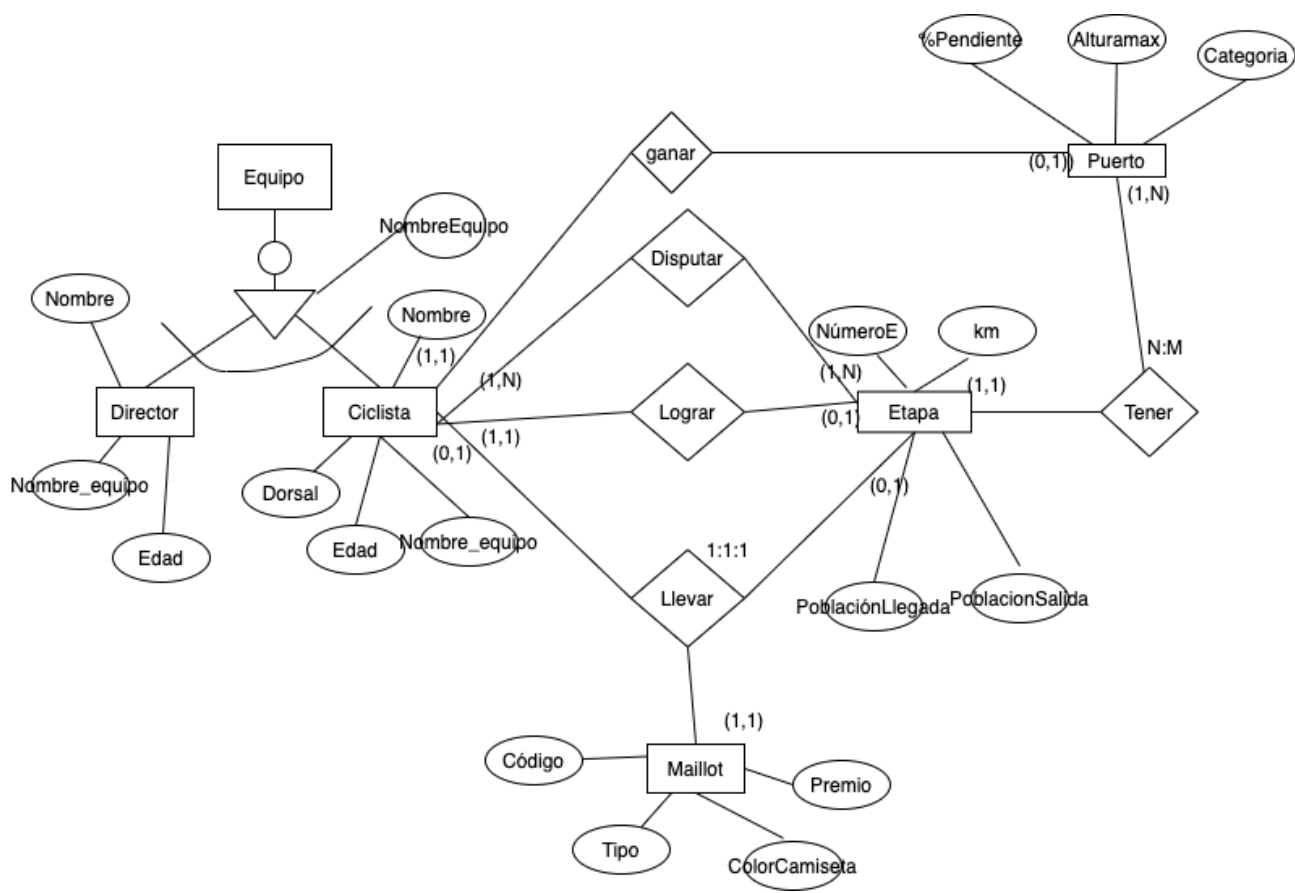 %Pendiente
Alturamax
Categoria
ganar
(0,1)
Puerto
Equipo
(1,N)
NombreEquipo
Disputar
Nombre
Nombre
NúmeroE
km
(1,1)
N:M
(1,N)
(1,N)
(1,1)
Director
Ciclista
Lograr
(0,1)
Etapa
Tener
(1,1)
(0,1)
(0,1)
Nombre_equipo
Dorsal
Edad
Edad
Nombre_equipo
1:1:1
Llevar
PoblaciónLlegada
PoblacionSalida
(1,1)
Código
Maillot
Premio
Tipo
ColorCamiseta